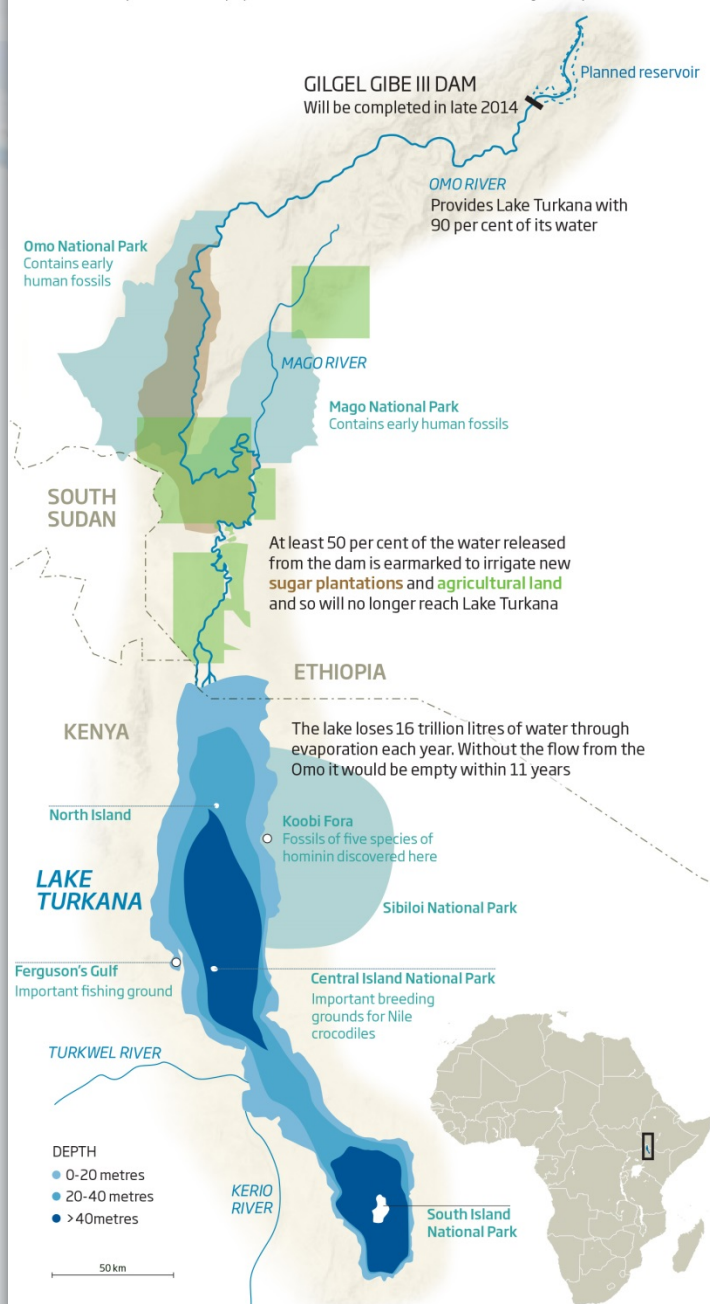 GILGEL GIBE III DAM
Will be completed in late 2014
Planned reservoir
OMO RIVER
Provides Lake Turkana with
90 per cent of its water
Omo National Park
Contains early
human fossils
MAGO RIVER
Mago National Park
Contains early human fossils
SOUTH
SUDAN
At least 50 per cent of the water released
from the dam is earmarked to irrigate new
sugar plantations and agricultural land
and so will no longer reach Lake Turkana
ETHIOPIA
KENYA
The lake loses 16 trillion litres of water through
evaporation each year. Without the flow from the
Omo it would be empty within 11 years
North Island
Koobi Fora
Fossils of five species of
hominin discovered here
LAKE
TURKANA
Sibiloi National Park
Ferguson's Gulf
Important fishing ground
Central Island National Park
Important breeding
grounds for Nile
crocodiles
TURKWEL RIVER
DEPTH
0-20 metres
20-40 metres
>40metres
KERIO
RIVER
South Island
National Park
50 km